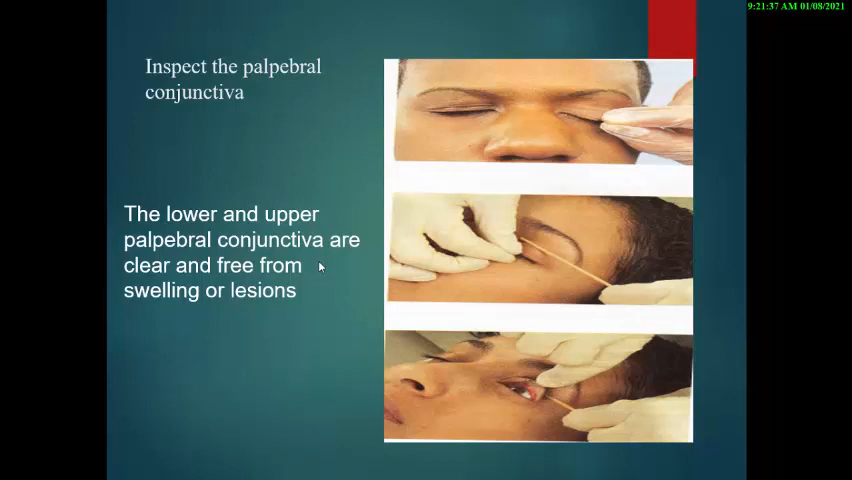 9:21:37 AM 01/08/2021
Inspect the palpebral
conjunctiva
The lower and upper
palpebral conjunctiva are
clear and free from
swelling or lesions